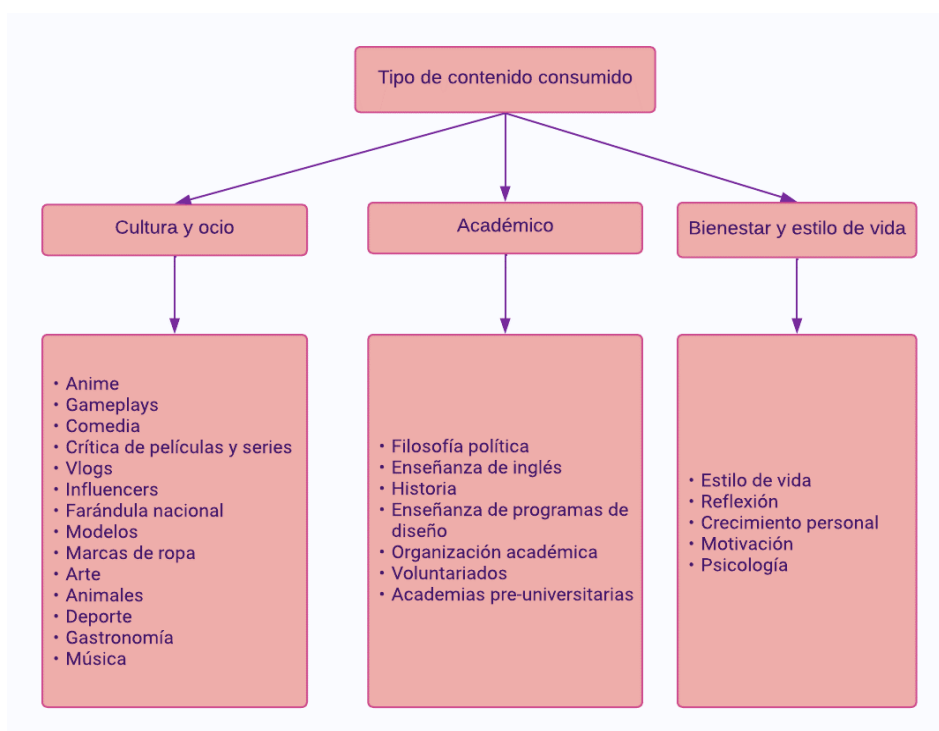 Tipo de contenido consumido
Cultura y ocio
Académico
Bienestar y estilo de vida
• Anime
• Gameplays
• Comedia
• Crítica de películas y series
• Vlogs
• Influencers
• Farándula nacional
• Modelos
• Marcas de ropa
• Arte
• Animales
• Deporte
• Gastronomía
• Música
• Filosofía política
• Enseñanza de inglés
• Historia
• Enseñanza de programas de
diseño
• Organización académica
• Voluntariados
• Academias pre-universitarias
• Estilo de vida
• Reflexión
• Crecimiento personal
• Motivación
• Psicología